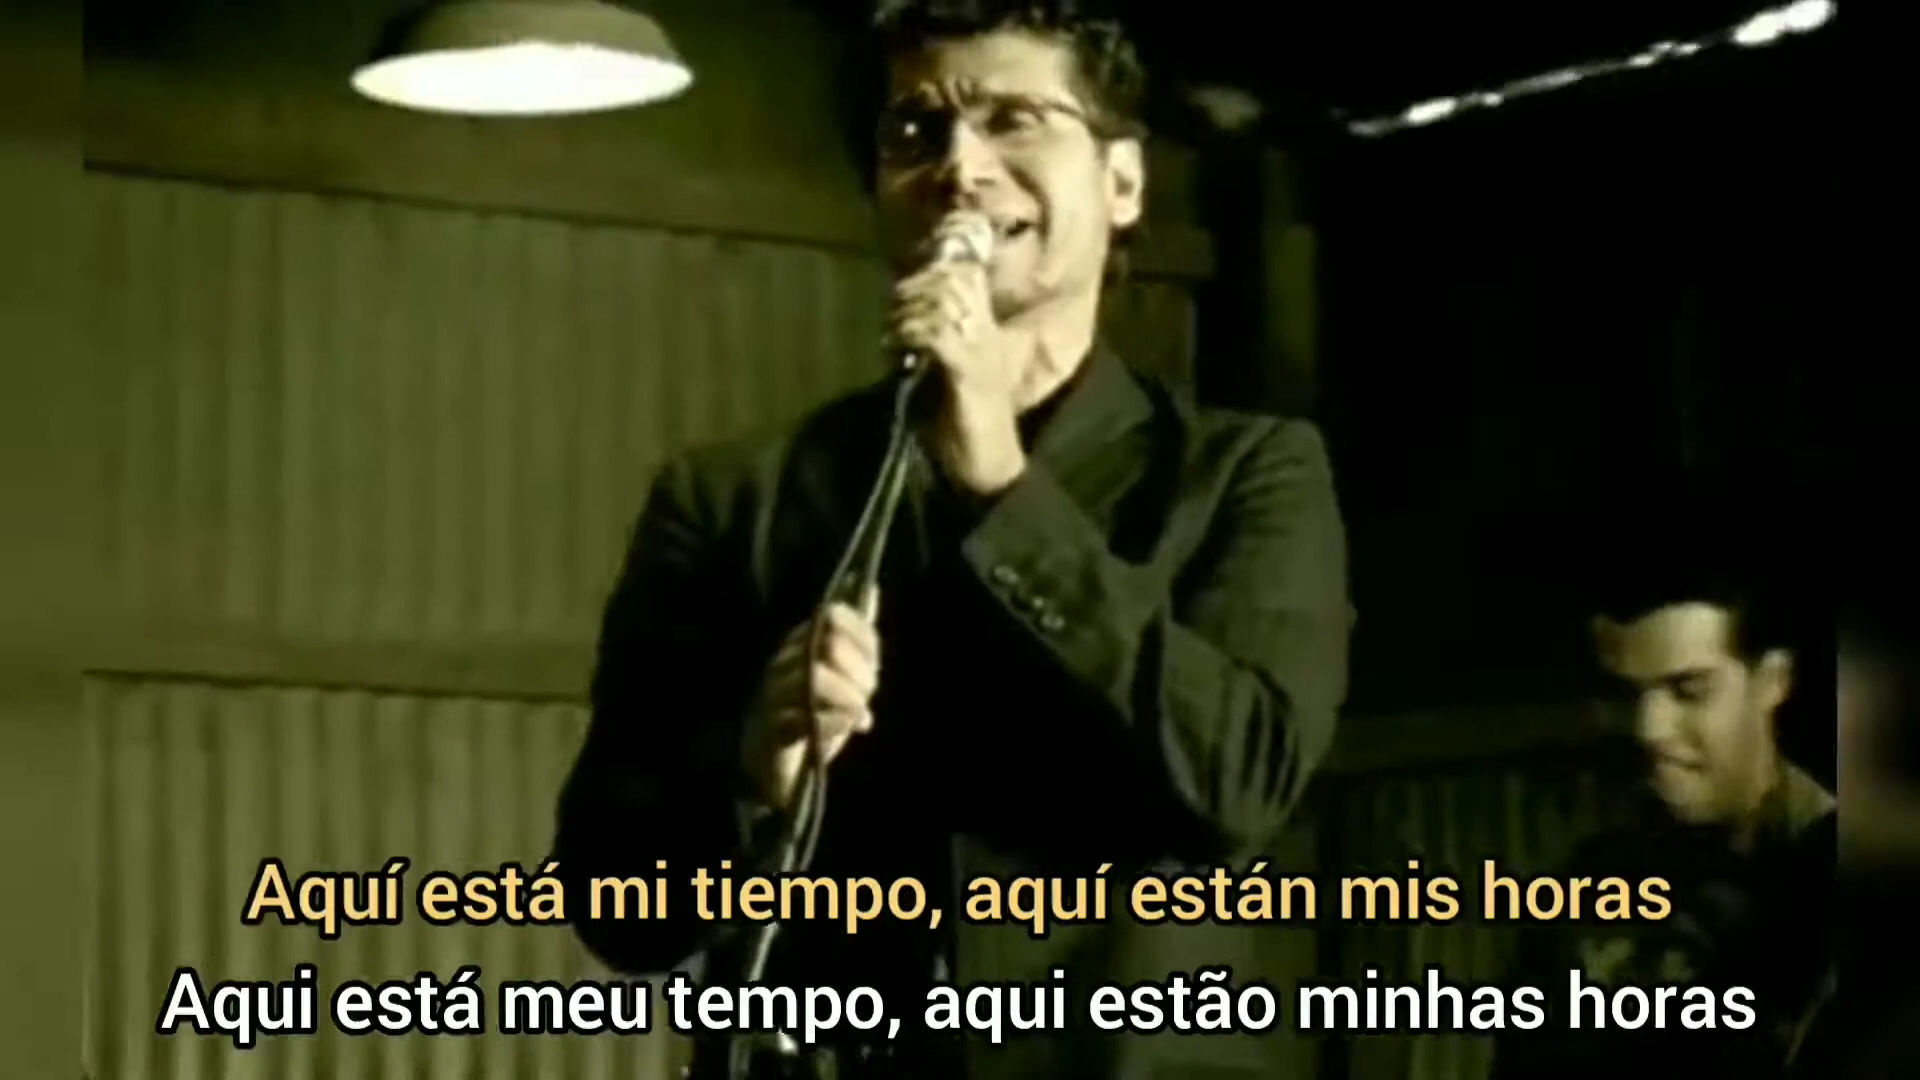 Aquí está mi tiempo, aquí están mis horas
Aqui está meu tempo, aqui estão minhas horas